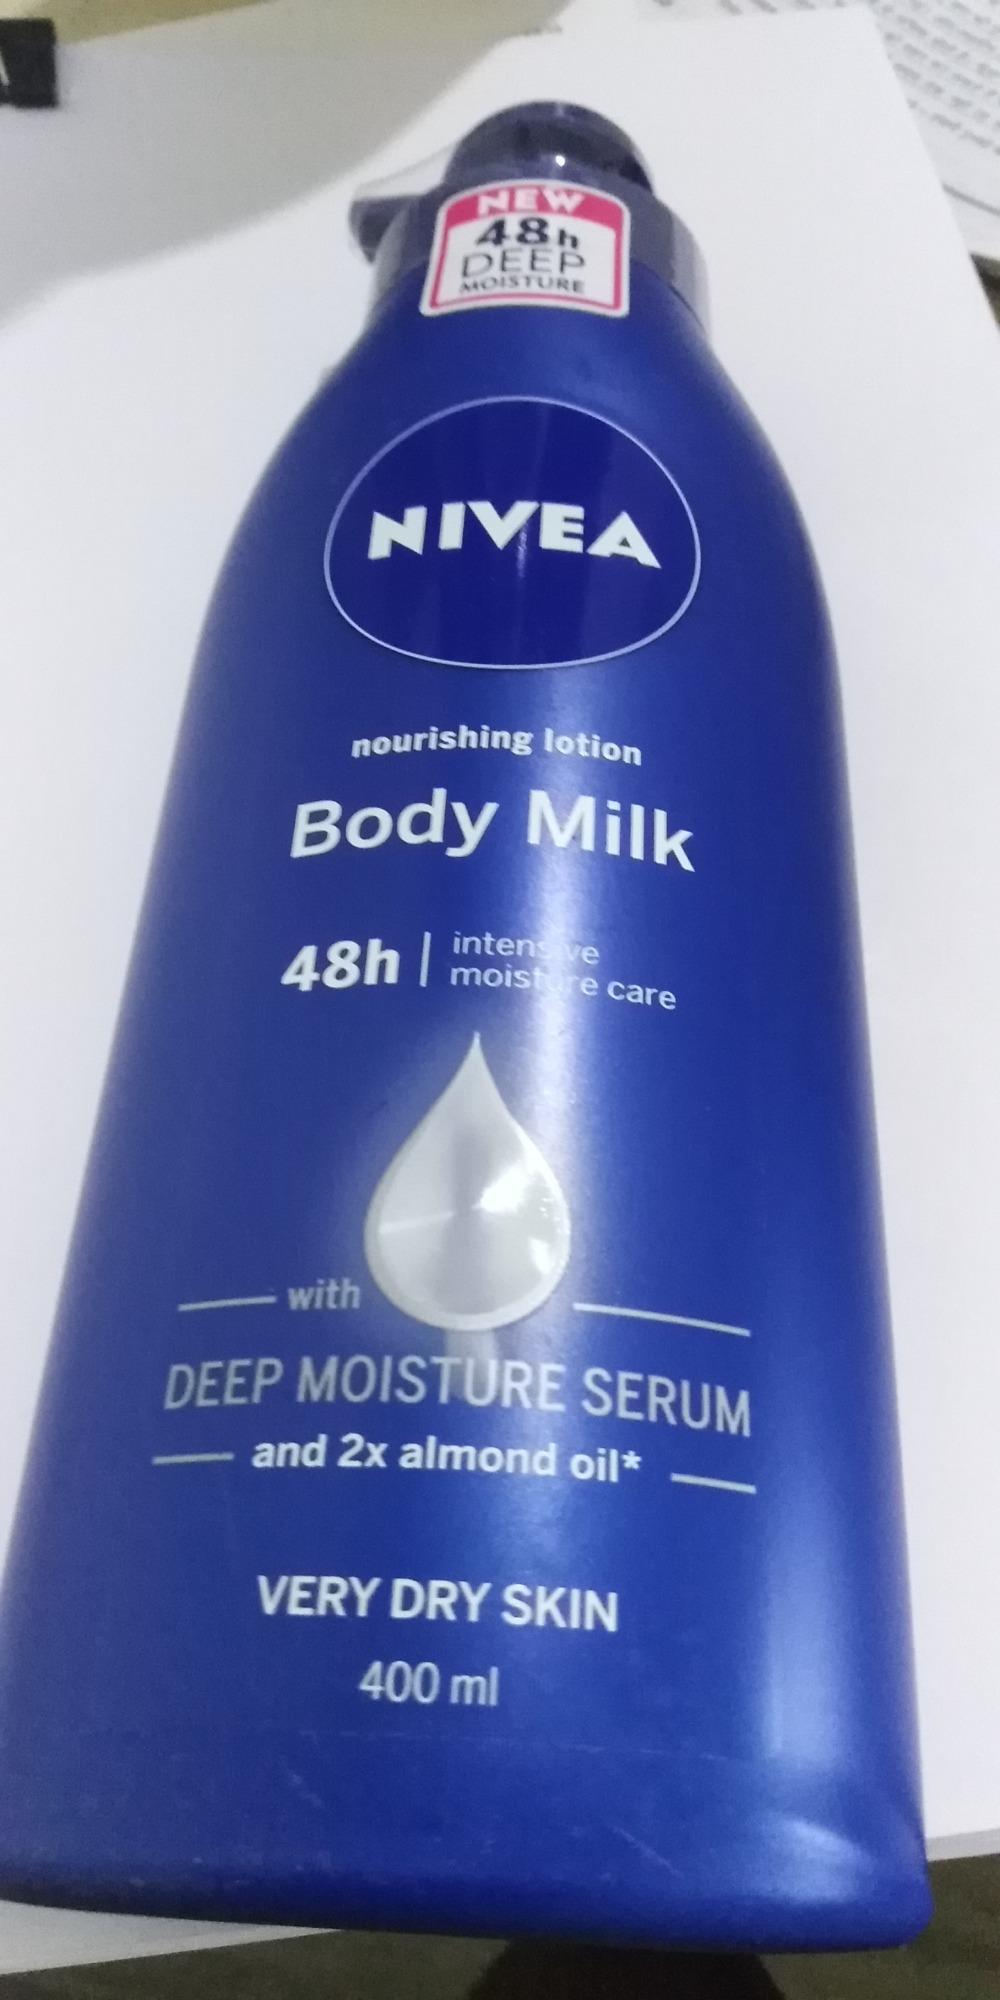 NEW
48h
DEEP
MOISTURE
NIVEA
nourishing lotion
Body Milk
48h | intensive
moisture care
with
DEEP MOISTURE SERUM
and 2x almond oil*
VERY DRY SKIN
400 ml